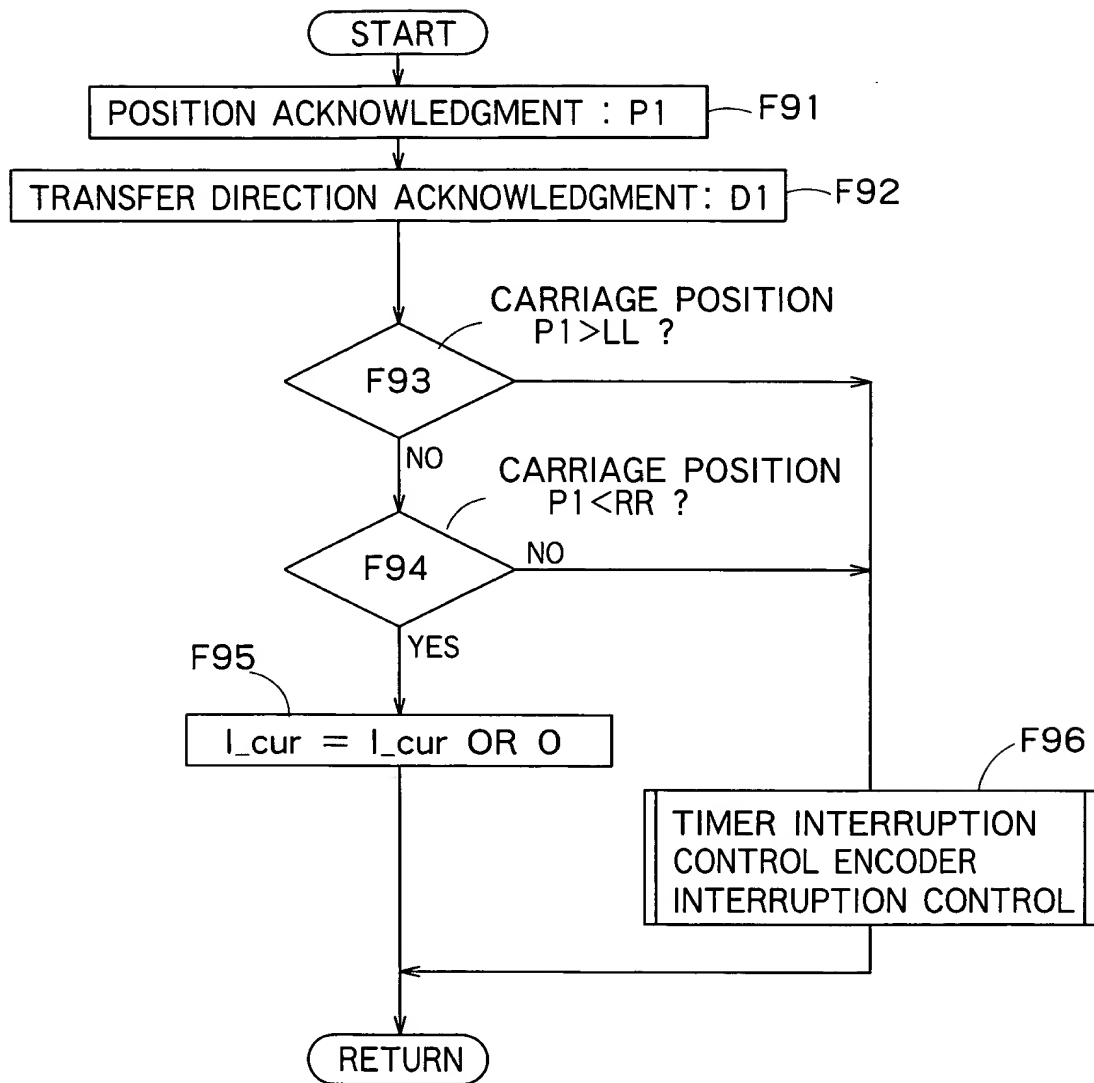 START
POSITION ACKNOWLEDGMENT : P1
F91
TRANSFER DIRECTION ACKNOWLEDGMENT: D1
F92
CARRIAGE POSITION
P1>LL ?
F93
NO
CARRIAGE POSITION
P1<RR ?
F94
NO
YES
F95
I_cur = I_cur OR 0
F96
TIMER INTERRUPTION
CONTROL ENCODER
INTERRUPTION CONTROL
RETURN